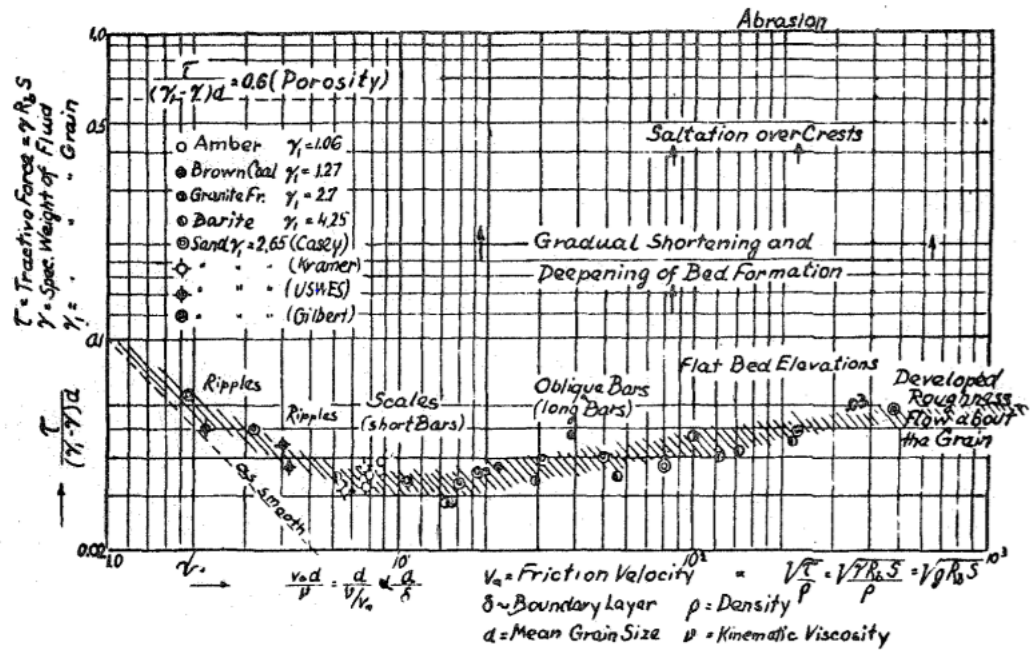 Abrasion
1.0
τ / (γ₁-γ)d = 0.6 (Porosity)
0.5
Saltation over Crests
τ = Tractive Force = γ R_b S
γ = Spec. Weight of Fluid
γ₁ = " " " Grain
Amber γ₁=1.06
Brown Coal γ₁=1.27
Granite Fr. γ₁=2.7
Barite γ₁=4.25
Sand γ₁=2.65 (Casey)
" " " (Kramer)
" " " (USWES)
" " " (Gilbert)
Gradual Shortening and
Deepening of Bed Formation
0.1
τ / (γ₁-γ)d
Ripples
Ripples
Scales
(short Bars)
Oblique Bars
(long Bars)
Flat Bed Elevations
Developed
Roughness
Flow about
the Grain
as smooth
0.02
1.0
10¹
10²
10³
v* d / ν = d / ν/v* ∝ d / δ
v* = Friction Velocity = √τ/ρ = √γR_bS/ρ = √gR_bS
δ ~ Boundary Layer ρ = Density
d = Mean Grain Size ν = Kinematic Viscosity